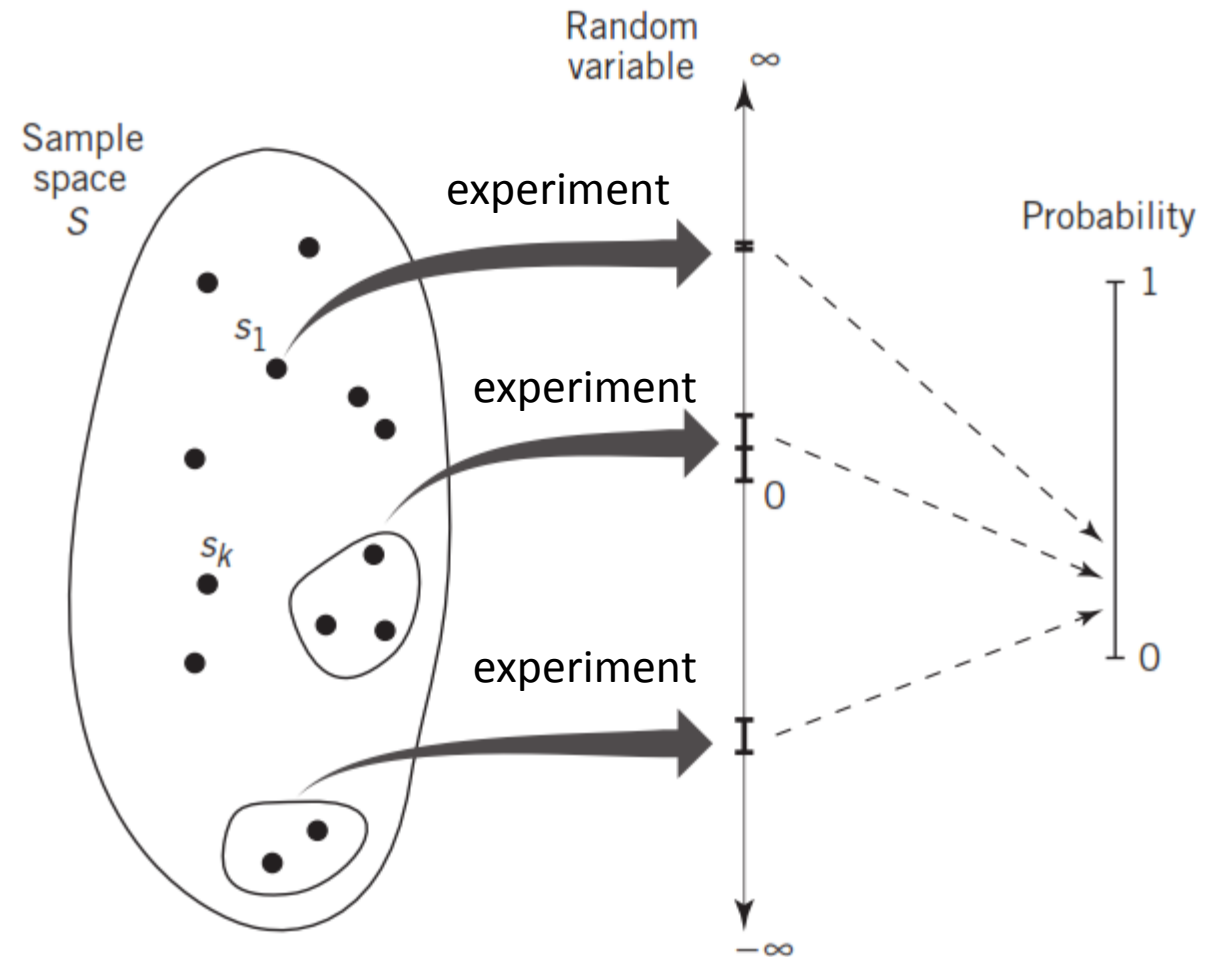 Random
variable
∞
Sample
space
S
experiment
Probability
1
s1
experiment
0
sk
experiment
0
−∞